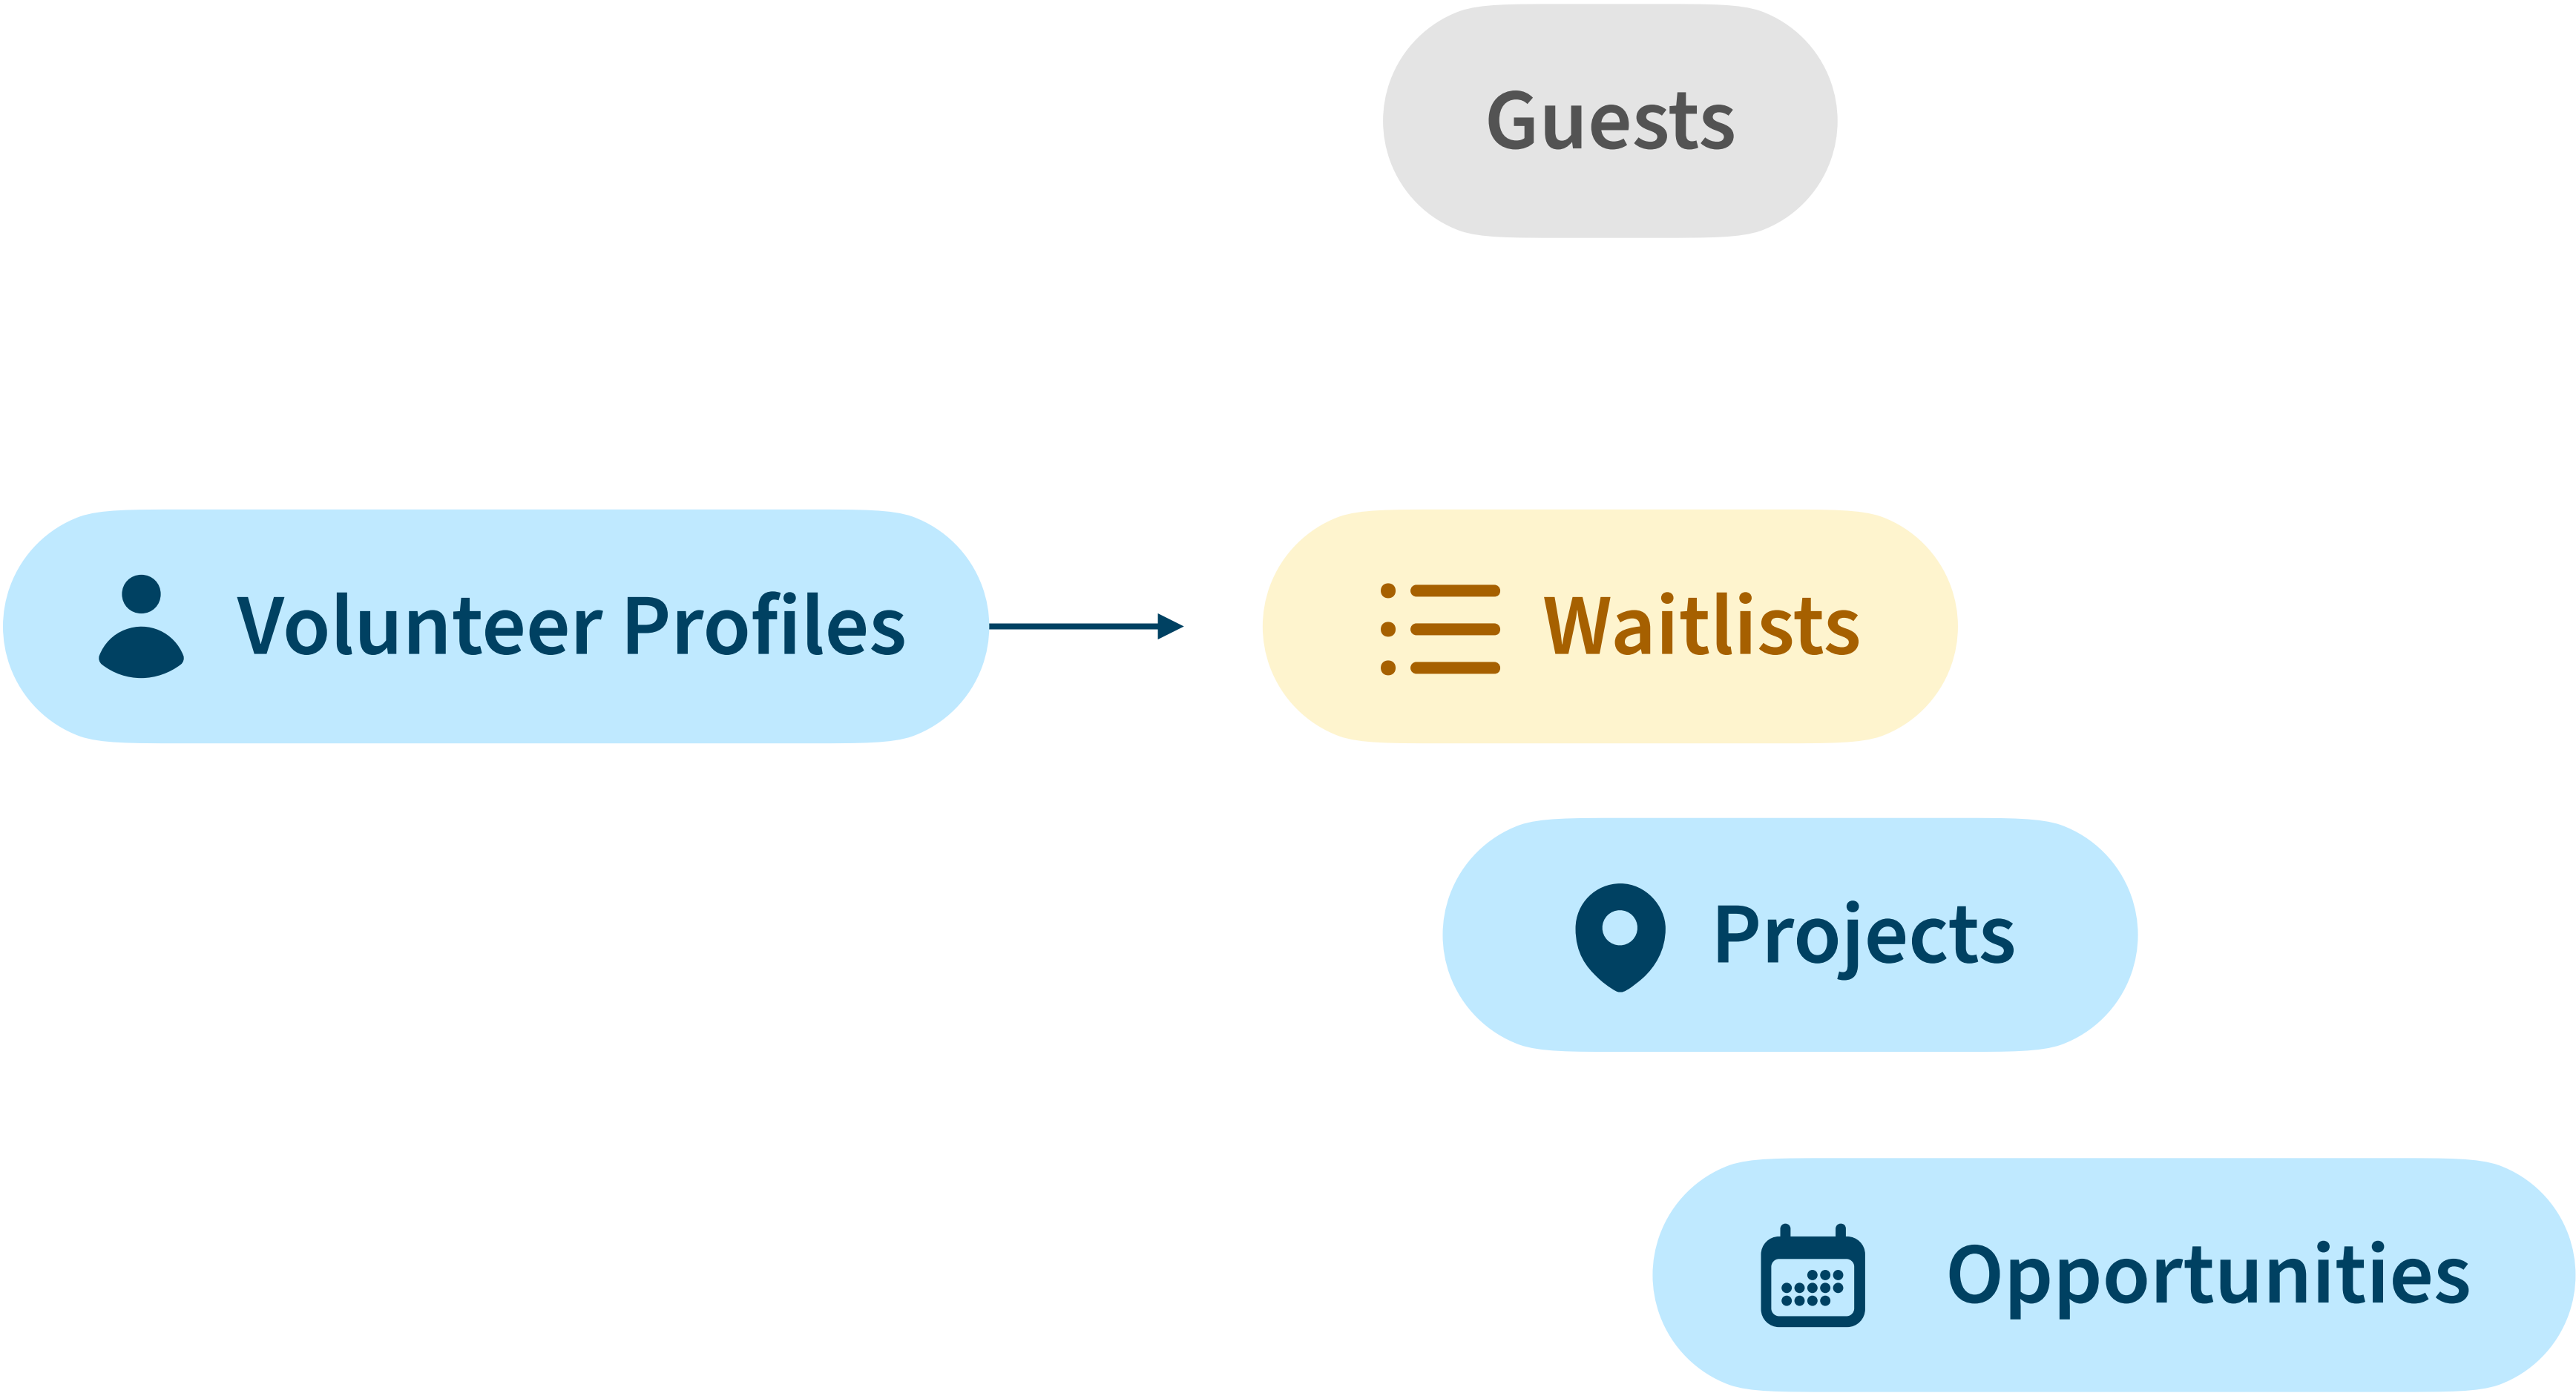 Guests
Volunteer Profiles
Waitlists
Projects
Opportunities